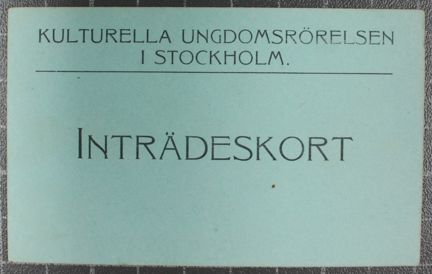 KULTURELLA UNGDOMSRÖRELSEN
I STOCKHOLM.
INTRÄDESKORT